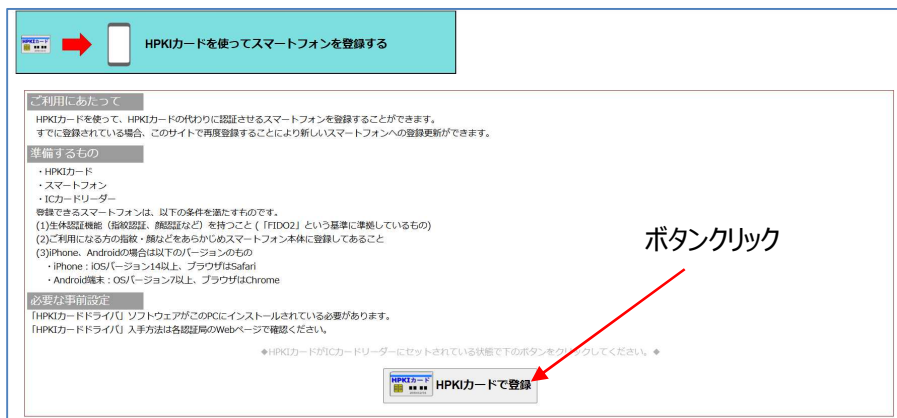 HPKIカード
HPKIカードを使ってスマートフォンを登録する
ご利用にあたって
HPKIカードを使って、HPKIカードの代わりに認証させるスマートフォンを登録することができます。
すでに登録されている場合、このサイトで再度登録することにより新しいスマートフォンへの登録更新ができます。
準備するもの
・HPKIカード
・スマートフォン
・ICカードリーダー
登録できるスマートフォンは、以下の条件を満たすものです。
(1)生体認証機能（指紋認証、顔認証など）を持つこと (「FIDO2」という基準に準拠しているもの)
(2)ご利用になる方の指紋・顔などをあらかじめスマートフォン本体に登録してあること
(3)iPhone、Androidの場合は以下のバージョンのもの
・iPhone：iOSバージョン14以上、ブラウザはSafari
・Android端末：OSバージョン7以上、ブラウザはChrome
ボタンクリック
必要な事前設定
「HPKIカードドライバ」ソフトウェアがこのPCにインストールされている必要があります。
「HPKIカードドライバ」入手方法は各認証局のWebページで確認ください。
◆HPKIカードがICカードリーダーにセットされている状態で下のボタンをクリックしてください。◆
HPKIカード
HPKIカードで登録